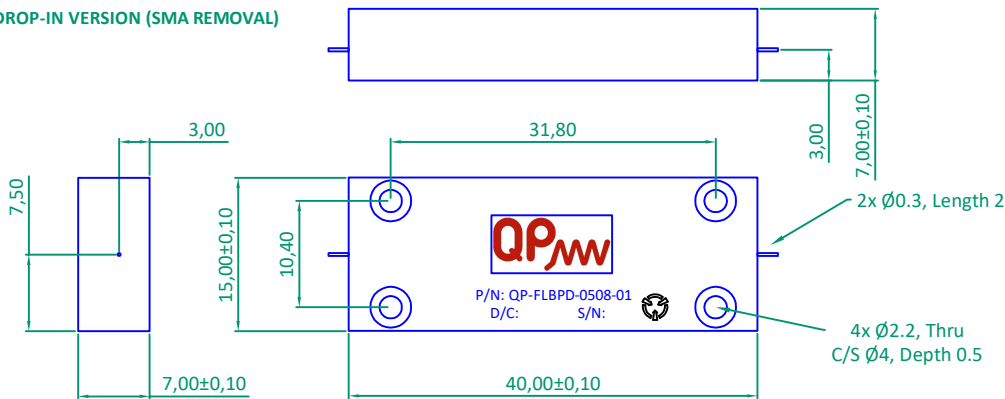 DROP-IN VERSION (SMA REMOVAL)
3,00
31,80
3,00
7,00±0,10
7,50
15,00±0,10
10,40
2x Ø0.3, Length 2
QPMW
P/N: QP-FLBPD-0508-01
D/C: S/N:
4x Ø2.2, Thru
C/S Ø4, Depth 0.5
7,00±0,10
40,00±0,10